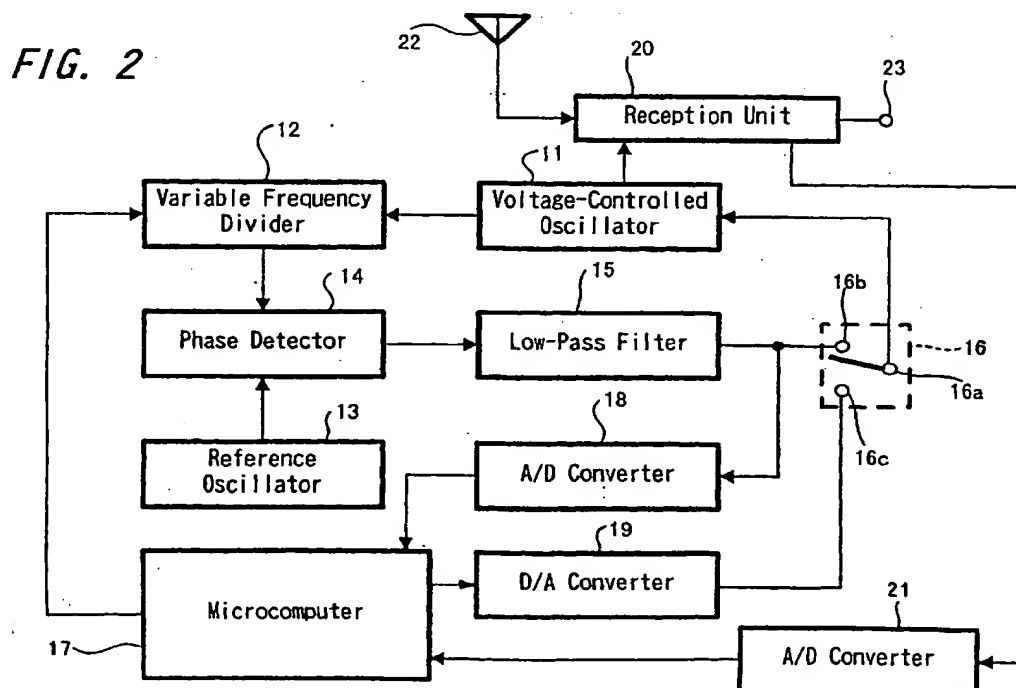 FIG. 2
22
20
23
Reception Unit
12
11
Variable Frequency
Divider
Voltage-Controlled
Oscillator
14
15
16b
Phase Detector
Low-Pass Filter
16
16a
13
18
16c
Reference
Oscillator
A/D Converter
19
D/A Converter
Microcomputer
21
17
A/D Converter